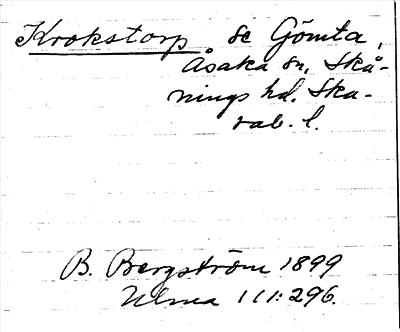 Krokstorp se Gömta,
Åsaka sn, Skå-
nings hd. Ska-
rab. l.
B. Bergström 1899
Ulma 111:296.